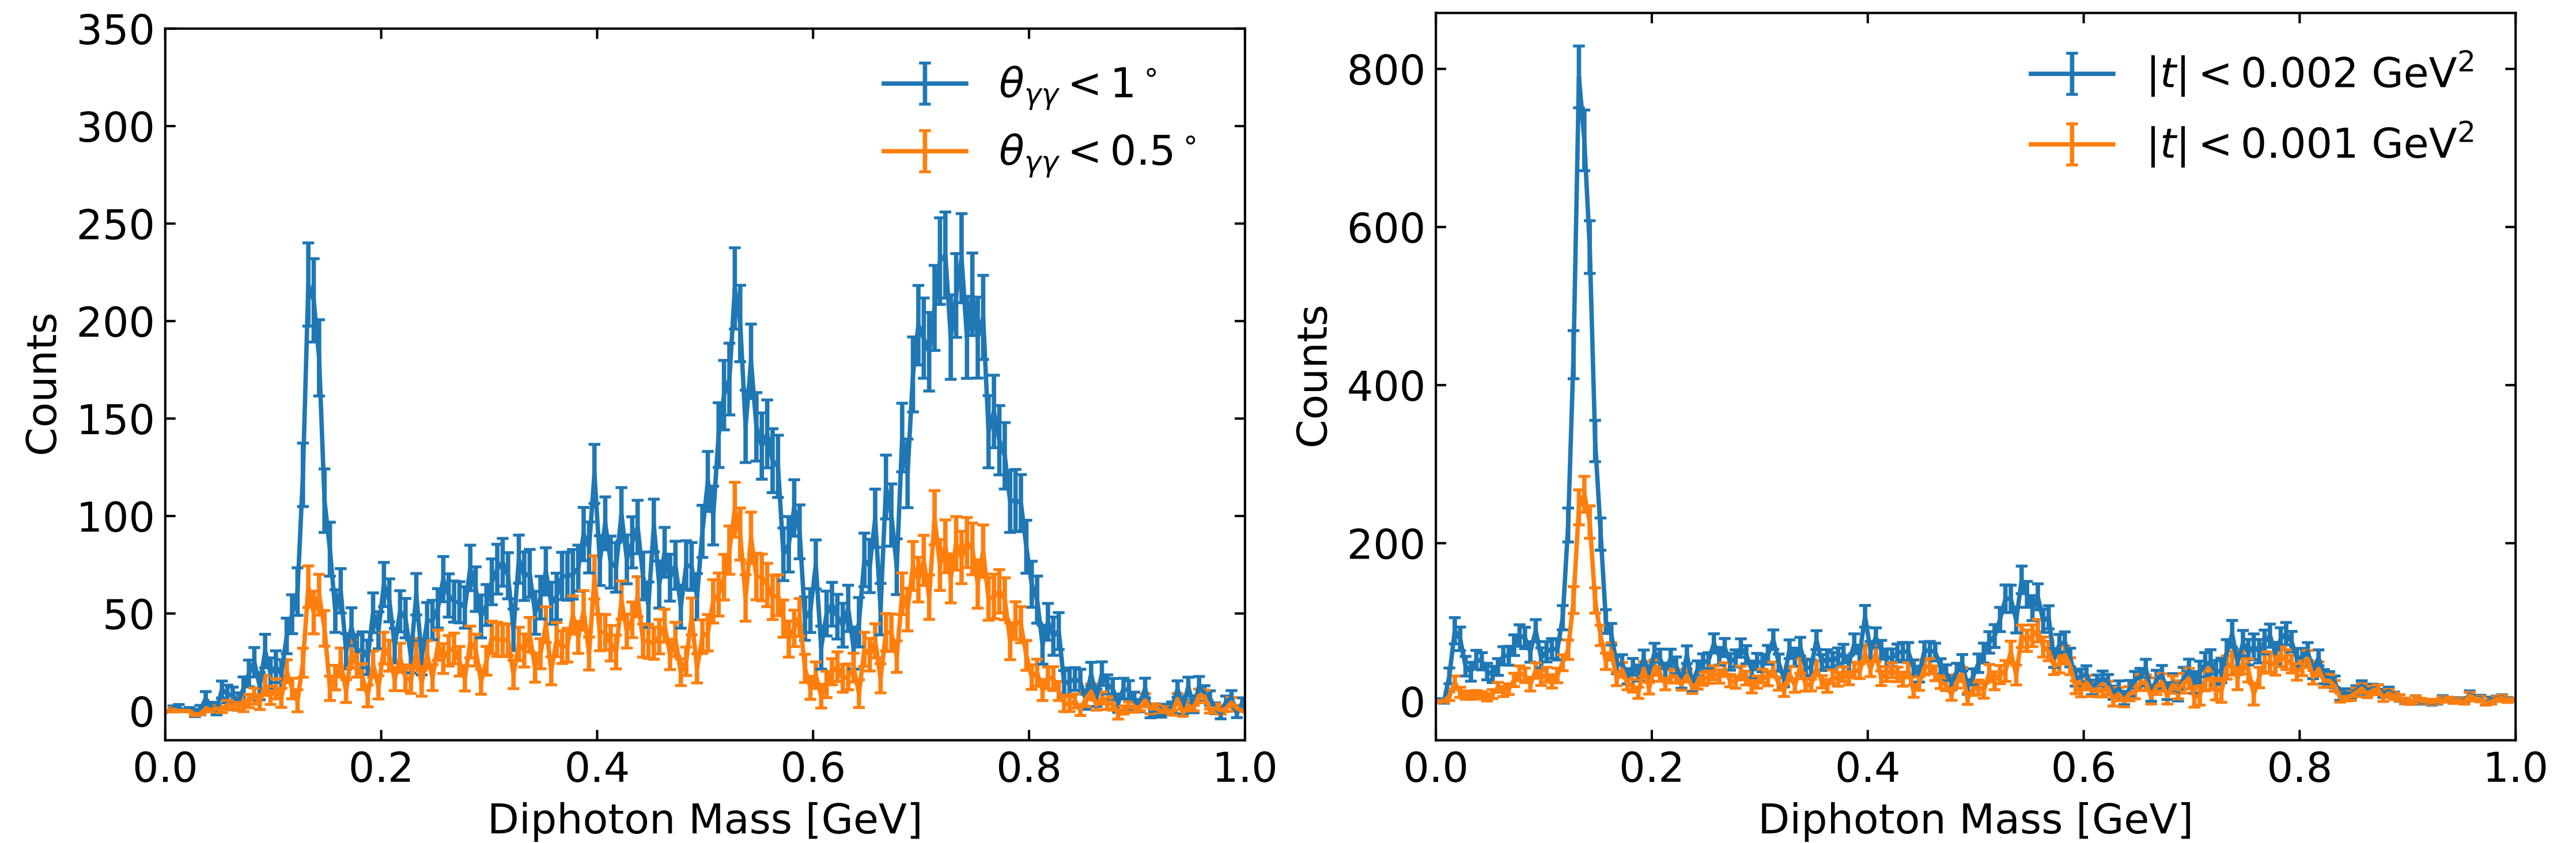 350
300
250
200
150
100
50
0
Counts
θγγ < 1°
θγγ < 0.5°
0.0 0.2 0.4 0.6 0.8 1.0
Diphoton Mass [GeV]
800
600
400
200
0
Counts
|t| < 0.002 GeV²
|t| < 0.001 GeV²
0.0 0.2 0.4 0.6 0.8 1.0
Diphoton Mass [GeV]